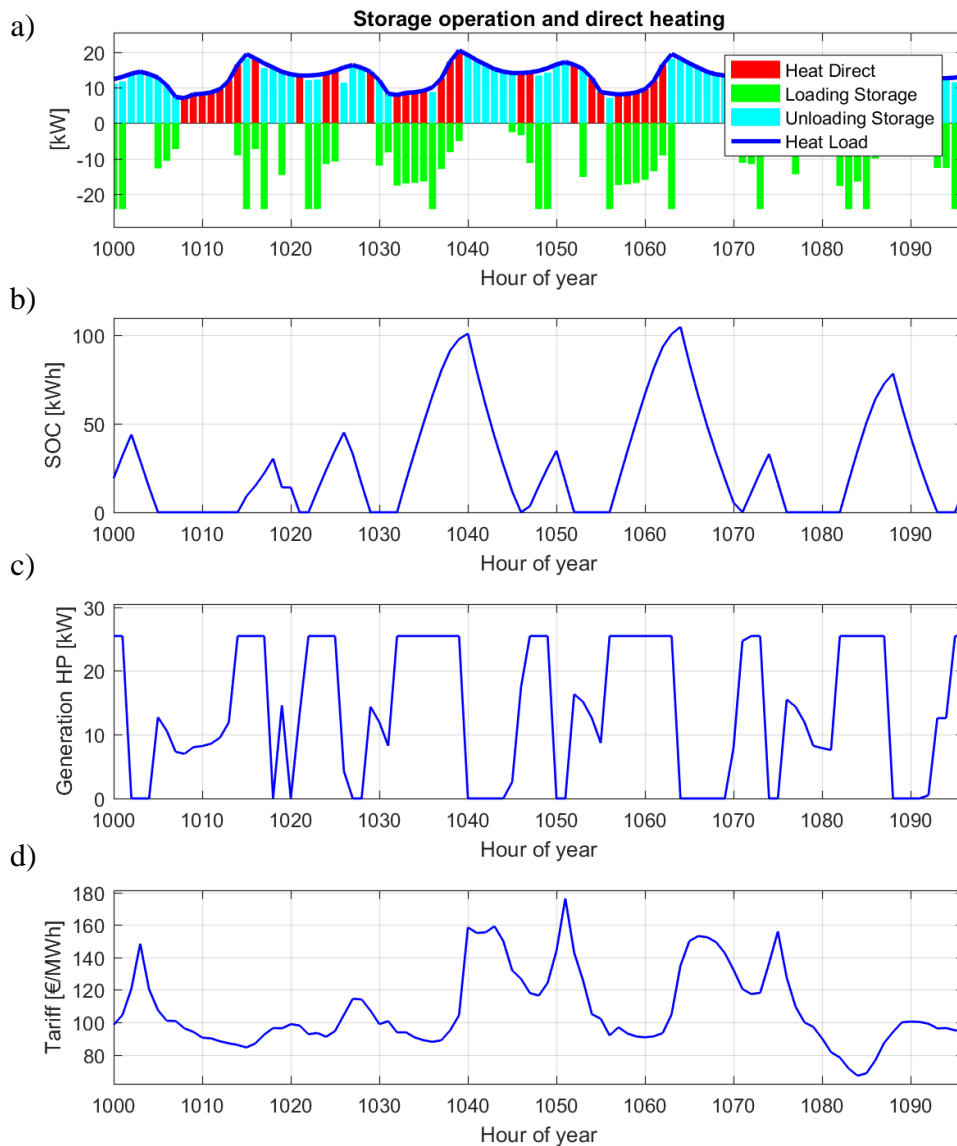 a)
Storage operation and direct heating
20
10
0
-10
-20
[kW]
Heat Direct
Loading Storage
Unloading Storage
Heat Load
1000 1010 1020 1030 1040 1050 1060 1070 1080 1090
Hour of year
b)
100
50
0
SOC [kWh]
1000 1010 1020 1030 1040 1050 1060 1070 1080 1090
Hour of year
c)
30
20
10
0
Generation HP [kW]
1000 1010 1020 1030 1040 1050 1060 1070 1080 1090
Hour of year
d)
180
160
140
120
100
80
Tariff [€/MWh]
1000 1010 1020 1030 1040 1050 1060 1070 1080 1090
Hour of year